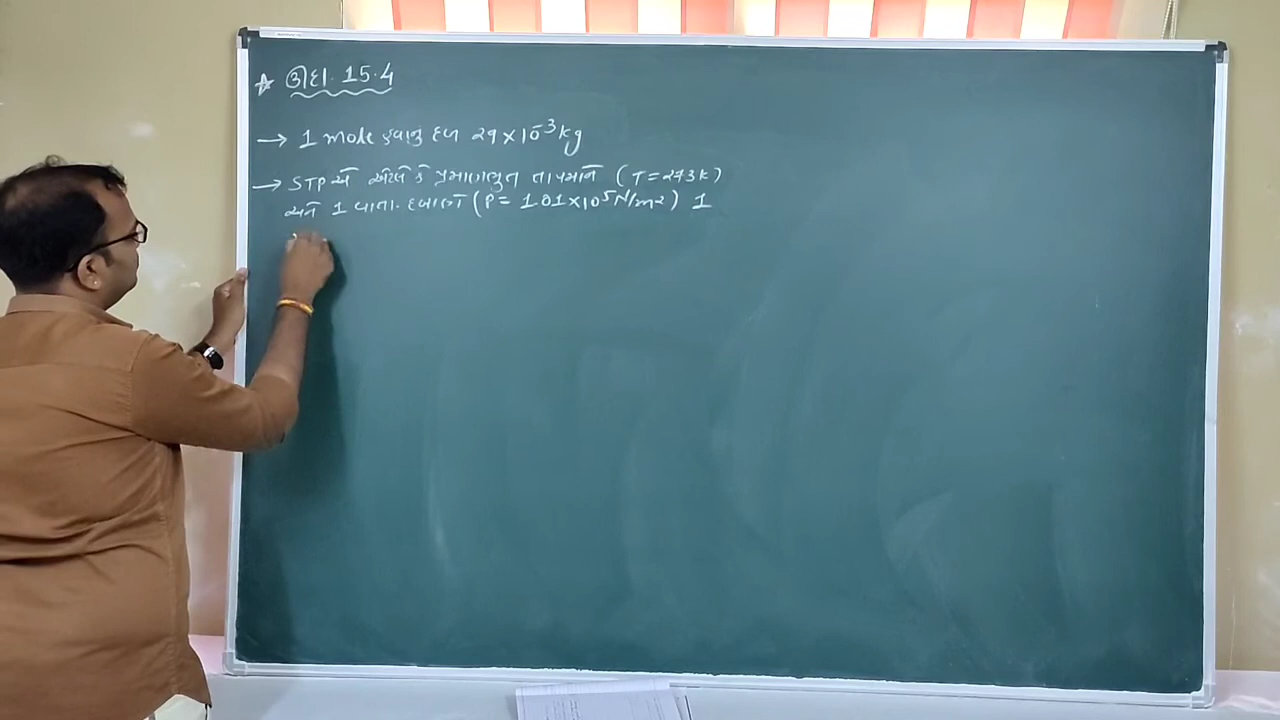 ★ ઉદા. 15.4
→ 1 mole હવાનુ દળ 29×10⁻³ kg
→ STP એ એટલે કે પ્રમાણભુત તાપમાને (T=273K)
અને 1 વાતા. દબાણે (P= 1.01×10⁵N/m²) 1